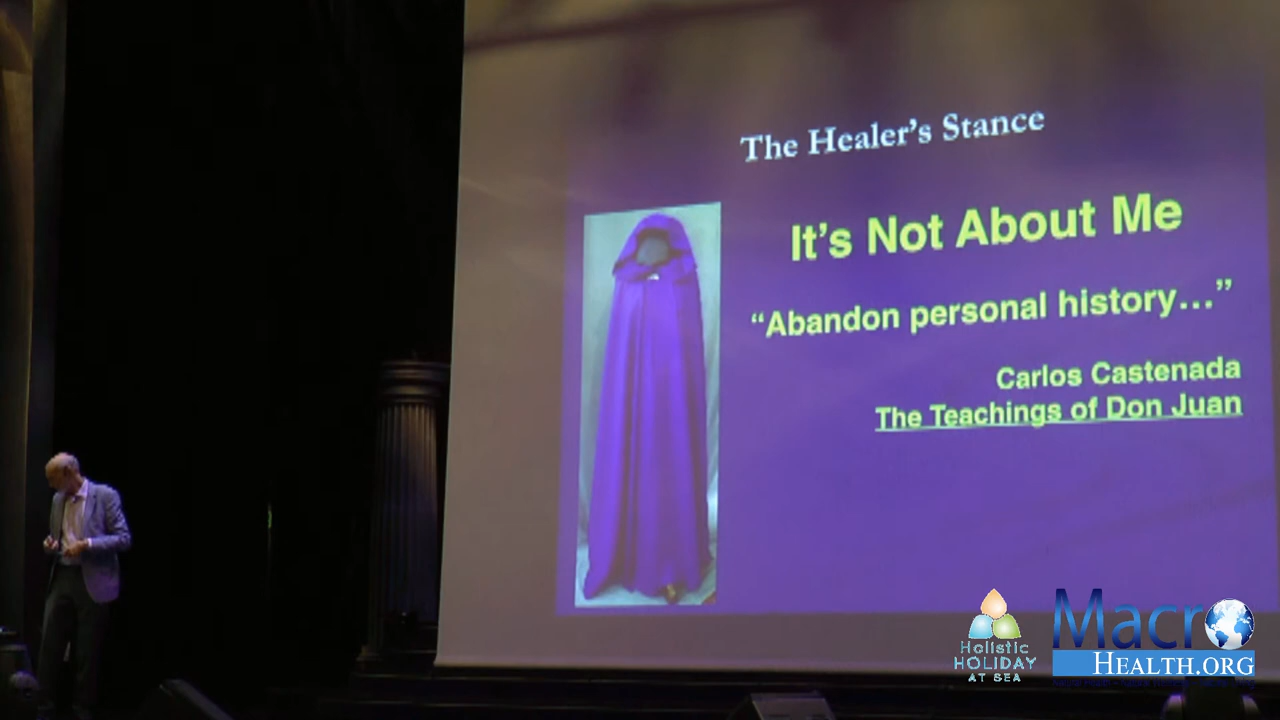 The Healer’s Stance
It’s Not About Me
“Abandon personal history…”
Carlos Castenada
The Teachings of Don Juan
Holistic
HOLIDAY
AT SEA
Macro
HEALTH.ORG